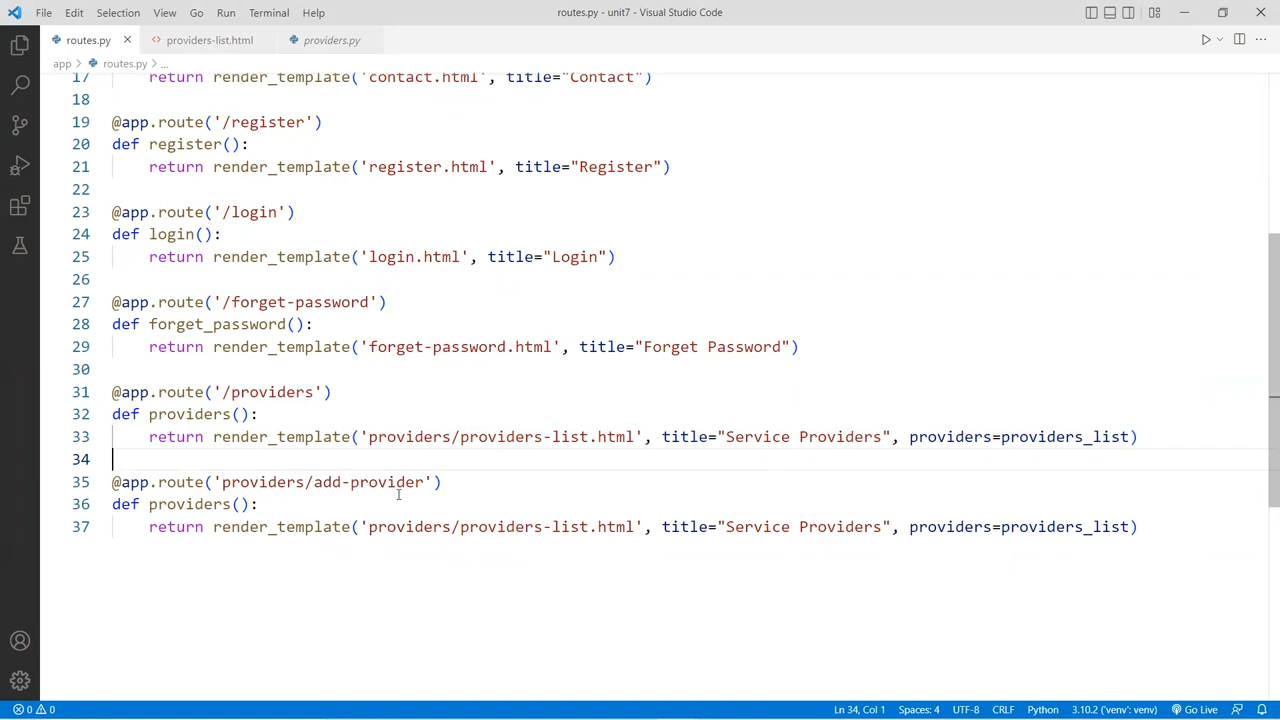 File Edit Selection View Go Run Terminal Help routes.py - unit7 - Visual Studio Code
routes.py providers-list.html providers.py
app > routes.py > ...
17 return render_template('contact.html', title="Contact")
18
19 @app.route('/register')
20 def register():
21 return render_template('register.html', title="Register")
22
23 @app.route('/login')
24 def login():
25 return render_template('login.html', title="Login")
26
27 @app.route('/forget-password')
28 def forget_password():
29 return render_template('forget-password.html', title="Forget Password")
30
31 @app.route('/providers')
32 def providers():
33 return render_template('providers/providers-list.html', title="Service Providers", providers=providers_list)
34
35 @app.route('providers/add-provider')
36 def providers():
37 return render_template('providers/providers-list.html', title="Service Providers", providers=providers_list)
0 0 Ln 34, Col 1 Spaces: 4 UTF-8 CRLF Python 3.10.2 ('venv': venv) Go Live